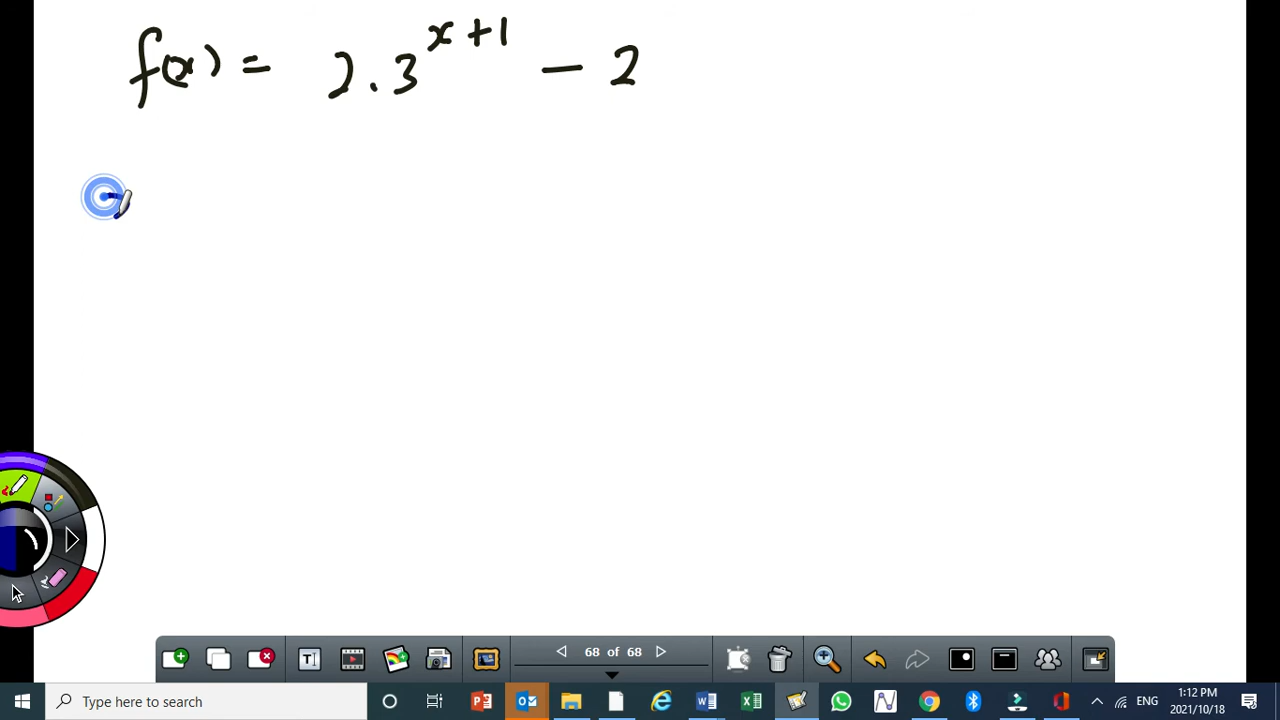 f(x) = 2.3^{x+1} - 2
T
68 of 68
Type here to search
ENG
1:12 PM
2021/10/18